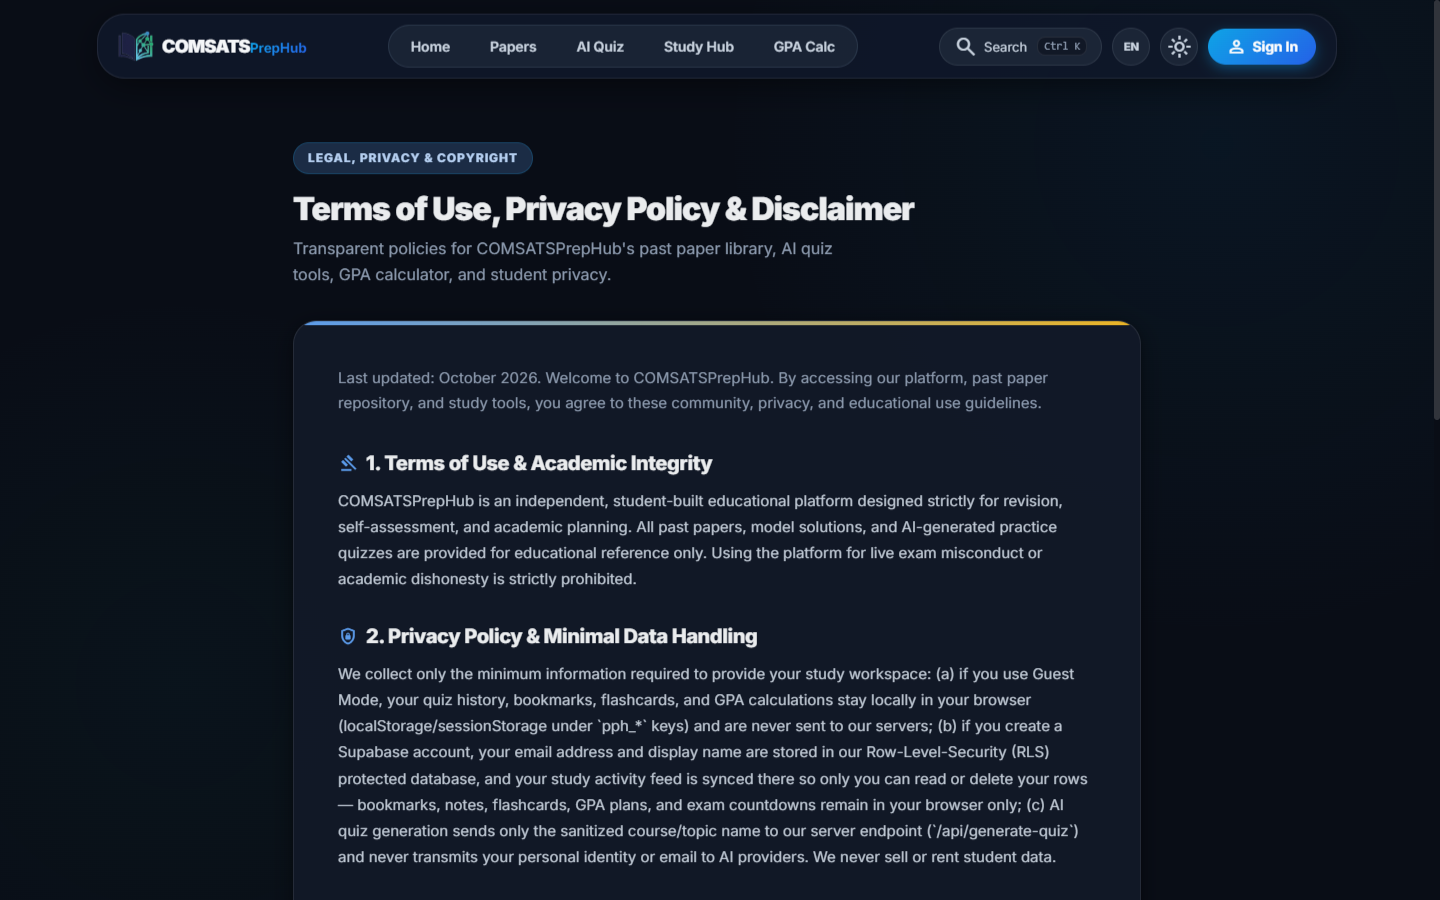 COMSATSPrepHub
Home
Papers
AI Quiz
Study Hub
GPA Calc
Search
Ctrl K
EN
Sign In
LEGAL, PRIVACY & COPYRIGHT
Terms of Use, Privacy Policy & Disclaimer
Transparent policies for COMSATSPrepHub's past paper library, AI quiz
tools, GPA calculator, and student privacy.
Last updated: October 2026. Welcome to COMSATSPrepHub. By accessing our platform, past paper
repository, and study tools, you agree to these community, privacy, and educational use guidelines.
1. Terms of Use & Academic Integrity
COMSATSPrepHub is an independent, student-built educational platform designed strictly for revision,
self-assessment, and academic planning. All past papers, model solutions, and AI-generated practice
quizzes are provided for educational reference only. Using the platform for live exam misconduct or
academic dishonesty is strictly prohibited.
2. Privacy Policy & Minimal Data Handling
We collect only the minimum information required to provide your study workspace: (a) if you use Guest
Mode, your quiz history, bookmarks, flashcards, and GPA calculations stay locally in your browser
(localStorage/sessionStorage under `pph_*` keys) and are never sent to our servers; (b) if you create a
Supabase account, your email address and display name are stored in our Row-Level-Security (RLS)
protected database, and your study activity feed is synced there so only you can read or delete your rows
— bookmarks, notes, flashcards, GPA plans, and exam countdowns remain in your browser only; (c) AI
quiz generation sends only the sanitized course/topic name to our server endpoint (`/api/generate-quiz`)
and never transmits your personal identity or email to AI providers. We never sell or rent student data.